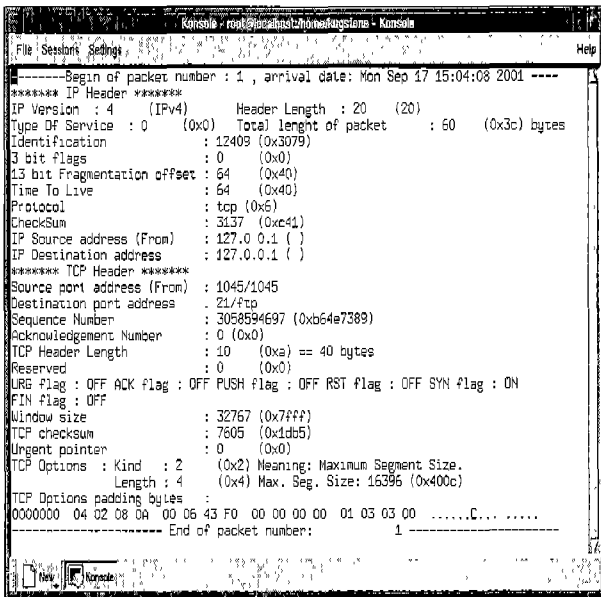 Konsole - root@localhost:/home/kugstone - Konsole
File Sessions Settings Help
-------Begin of packet number : 1 , arrival date: Mon Sep 17 15:04:08 2001 ----
******* IP Header *******
IP Version : 4 (IPv4) Header Length : 20 (20)
Type Of Service : 0 (0x0) Total lenght of packet : 60 (0x3c) bytes
Identification : 12409 (0x3079)
3 bit flags : 0 (0x0)
13 bit Fragmentation offset : 64 (0x40)
Time To Live : 64 (0x40)
Protocol : tcp (0x6)
CheckSum : 3137 (0xc41)
IP Source address (From) : 127.0.0.1 ( )
IP Destination address : 127.0.0.1 ( )
******* TCP Header *******
Source port address (From) : 1045/1045
Destination port address : 21/ftp
Sequence Number : 3058594697 (0xb64e7389)
Acknowledgement Number : 0 (0x0)
TCP Header Length : 10 (0xa) == 40 bytes
Reserved : 0 (0x0)
URG flag : OFF ACK flag : OFF PUSH flag : OFF RST flag : OFF SYN flag : ON
FIN flag : OFF
Window size : 32767 (0x7fff)
TCP checksum : 7605 (0x1db5)
Urgent pointer : 0 (0x0)
TCP Options : Kind : 2 (0x2) Meaning: Maximum Segment Size.
Length : 4 (0x4) Max. Seg. Size: 16396 (0x400c)
TCP Options padding bytes :
0000000 04 02 08 0A 00 06 43 F0 00 00 00 00 01 03 03 00 ......C... .....
-------------------- End of packet number: 1 ----------------------
New Konsole